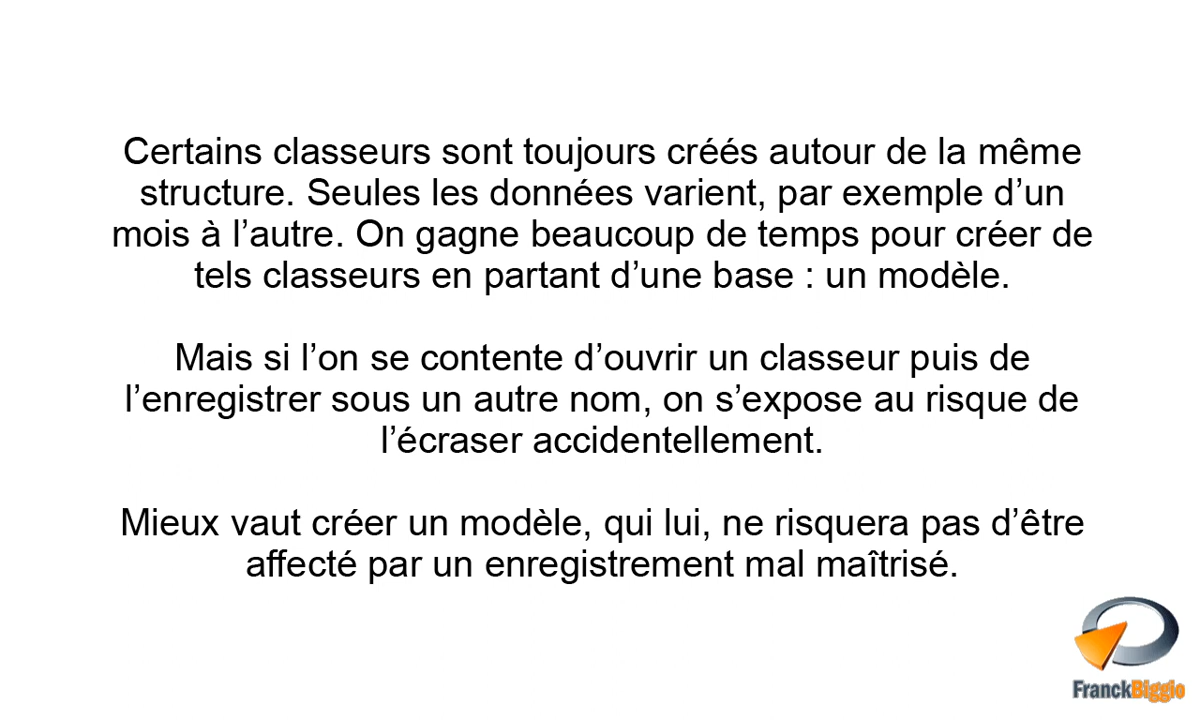 Certains classeurs sont toujours créés autour de la même
structure. Seules les données varient, par exemple d’un
mois à l’autre. On gagne beaucoup de temps pour créer de
tels classeurs en partant d’une base : un modèle.
Mais si l’on se contente d’ouvrir un classeur puis de
l’enregistrer sous un autre nom, on s’expose au risque de
l’écraser accidentellement.
Mieux vaut créer un modèle, qui lui, ne risquera pas d’être
affecté par un enregistrement mal maîtrisé.
FranckBiggio